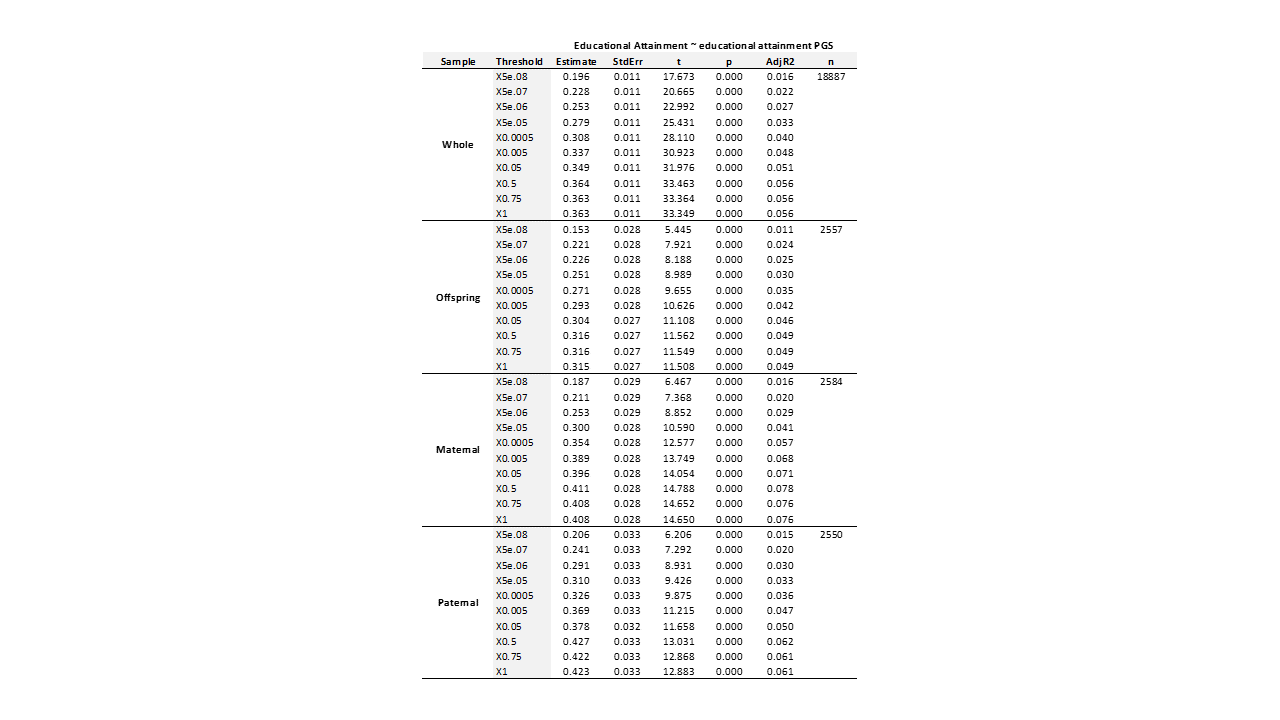 Educational Attainment ~ educational attainment PGS
Sample Threshold Estimate StdErr t p AdjR2 n
X5e.08 0.196 0.011 17.673 0.000 0.016 18887
X5e.07 0.228 0.011 20.665 0.000 0.022
X5e.06 0.253 0.011 22.992 0.000 0.027
X5e.05 0.279 0.011 25.431 0.000 0.033
X0.0005 0.308 0.011 28.110 0.000 0.040
Whole
X0.005 0.337 0.011 30.923 0.000 0.048
X0.05 0.349 0.011 31.976 0.000 0.051
X0.5 0.364 0.011 33.463 0.000 0.056
X0.75 0.363 0.011 33.364 0.000 0.056
X1 0.363 0.011 33.349 0.000 0.056
X5e.08 0.153 0.028 5.445 0.000 0.011 2557
X5e.07 0.221 0.028 7.921 0.000 0.024
X5e.06 0.226 0.028 8.188 0.000 0.025
X5e.05 0.251 0.028 8.989 0.000 0.030
X0.0005 0.271 0.028 9.655 0.000 0.035
Offspring
X0.005 0.293 0.028 10.626 0.000 0.042
X0.05 0.304 0.027 11.108 0.000 0.046
X0.5 0.316 0.027 11.562 0.000 0.049
X0.75 0.316 0.027 11.549 0.000 0.049
X1 0.315 0.027 11.508 0.000 0.049
X5e.08 0.187 0.029 6.467 0.000 0.016 2584
X5e.07 0.211 0.029 7.368 0.000 0.020
X5e.06 0.253 0.029 8.852 0.000 0.029
X5e.05 0.300 0.028 10.590 0.000 0.041
X0.0005 0.354 0.028 12.577 0.000 0.057
Maternal
X0.005 0.389 0.028 13.749 0.000 0.068
X0.05 0.396 0.028 14.054 0.000 0.071
X0.5 0.411 0.028 14.788 0.000 0.078
X0.75 0.408 0.028 14.652 0.000 0.076
X1 0.408 0.028 14.650 0.000 0.076
X5e.08 0.206 0.033 6.206 0.000 0.015 2550
X5e.07 0.241 0.033 7.292 0.000 0.020
X5e.06 0.291 0.033 8.931 0.000 0.030
X5e.05 0.310 0.033 9.426 0.000 0.033
X0.0005 0.326 0.033 9.875 0.000 0.036
Paternal
X0.005 0.369 0.033 11.215 0.000 0.047
X0.05 0.378 0.032 11.658 0.000 0.050
X0.5 0.427 0.033 13.031 0.000 0.062
X0.75 0.422 0.033 12.868 0.000 0.061
X1 0.423 0.033 12.883 0.000 0.061